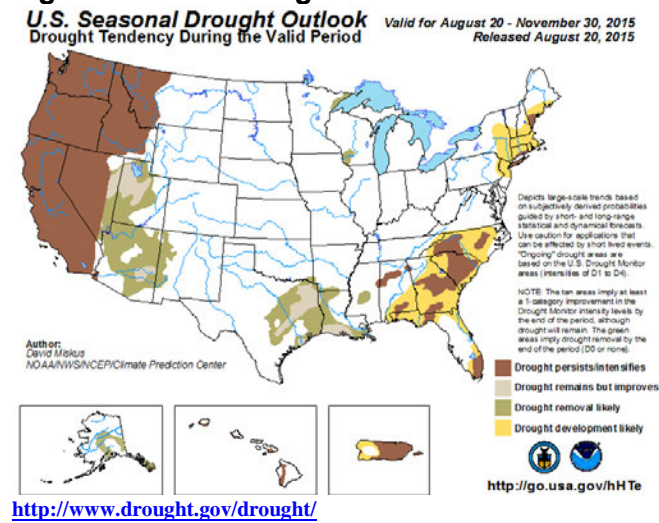 U.S. Seasonal Drought Outlook
Drought Tendency During the Valid Period
Valid for August 20 - November 30, 2015
Released August 20, 2015
Depicts large-scale trends based
on subjectively derived probabilities
guided by short- and long-range
statistical and dynamical forecasts.
Use caution for applications that
can be affected by short lived events.
"Ongoing" drought areas are
based on the U.S. Drought Monitor
areas (intensities of D1 to D4).
NOTE: The tan areas imply at least
a 1-category improvement in the
Drought Monitor intensity levels by
the end of the period, although
drought will remain. The green
areas imply drought removal by the
end of the period (D0 or none).
Author:
David Miskus
NOAA/NWS/NCEP/Climate Prediction Center
Drought persists/intensifies
Drought remains but improves
Drought removal likely
Drought development likely
http://go.usa.gov/hHTe
http://www.drought.gov/drought/